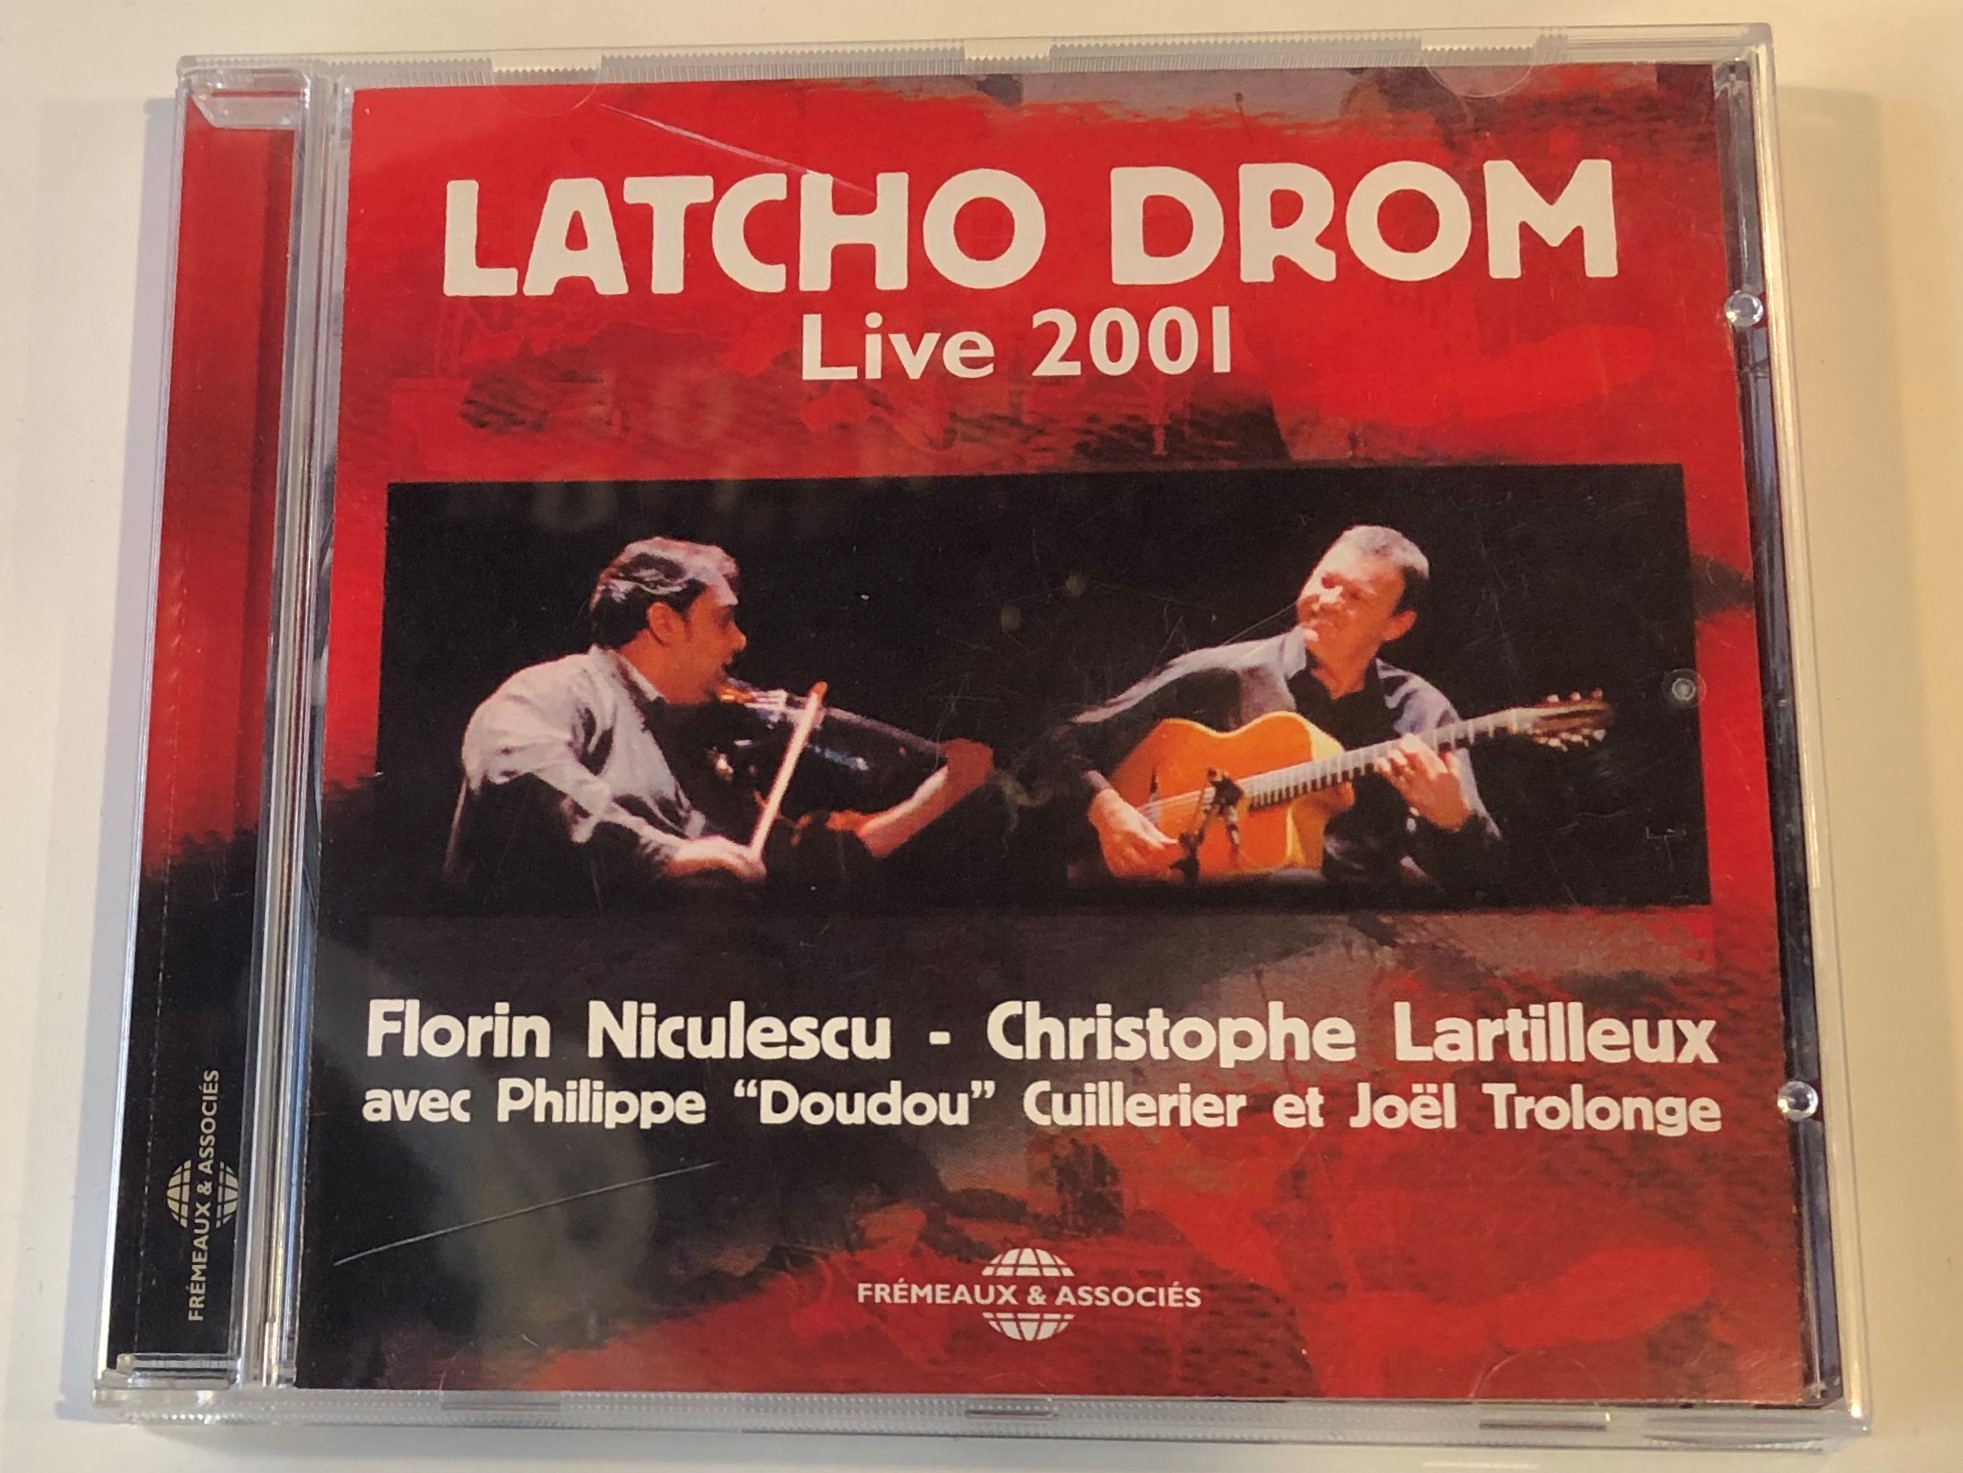 LATCHO DROM
Live 2001
Florin Niculescu - Christophe Lartilleux
avec Philippe “Doudou” Cuillerier et Joël Trolonge
FRÉMEAUX & ASSOCIÉS
FRÉMEAUX & ASSOCIÉS